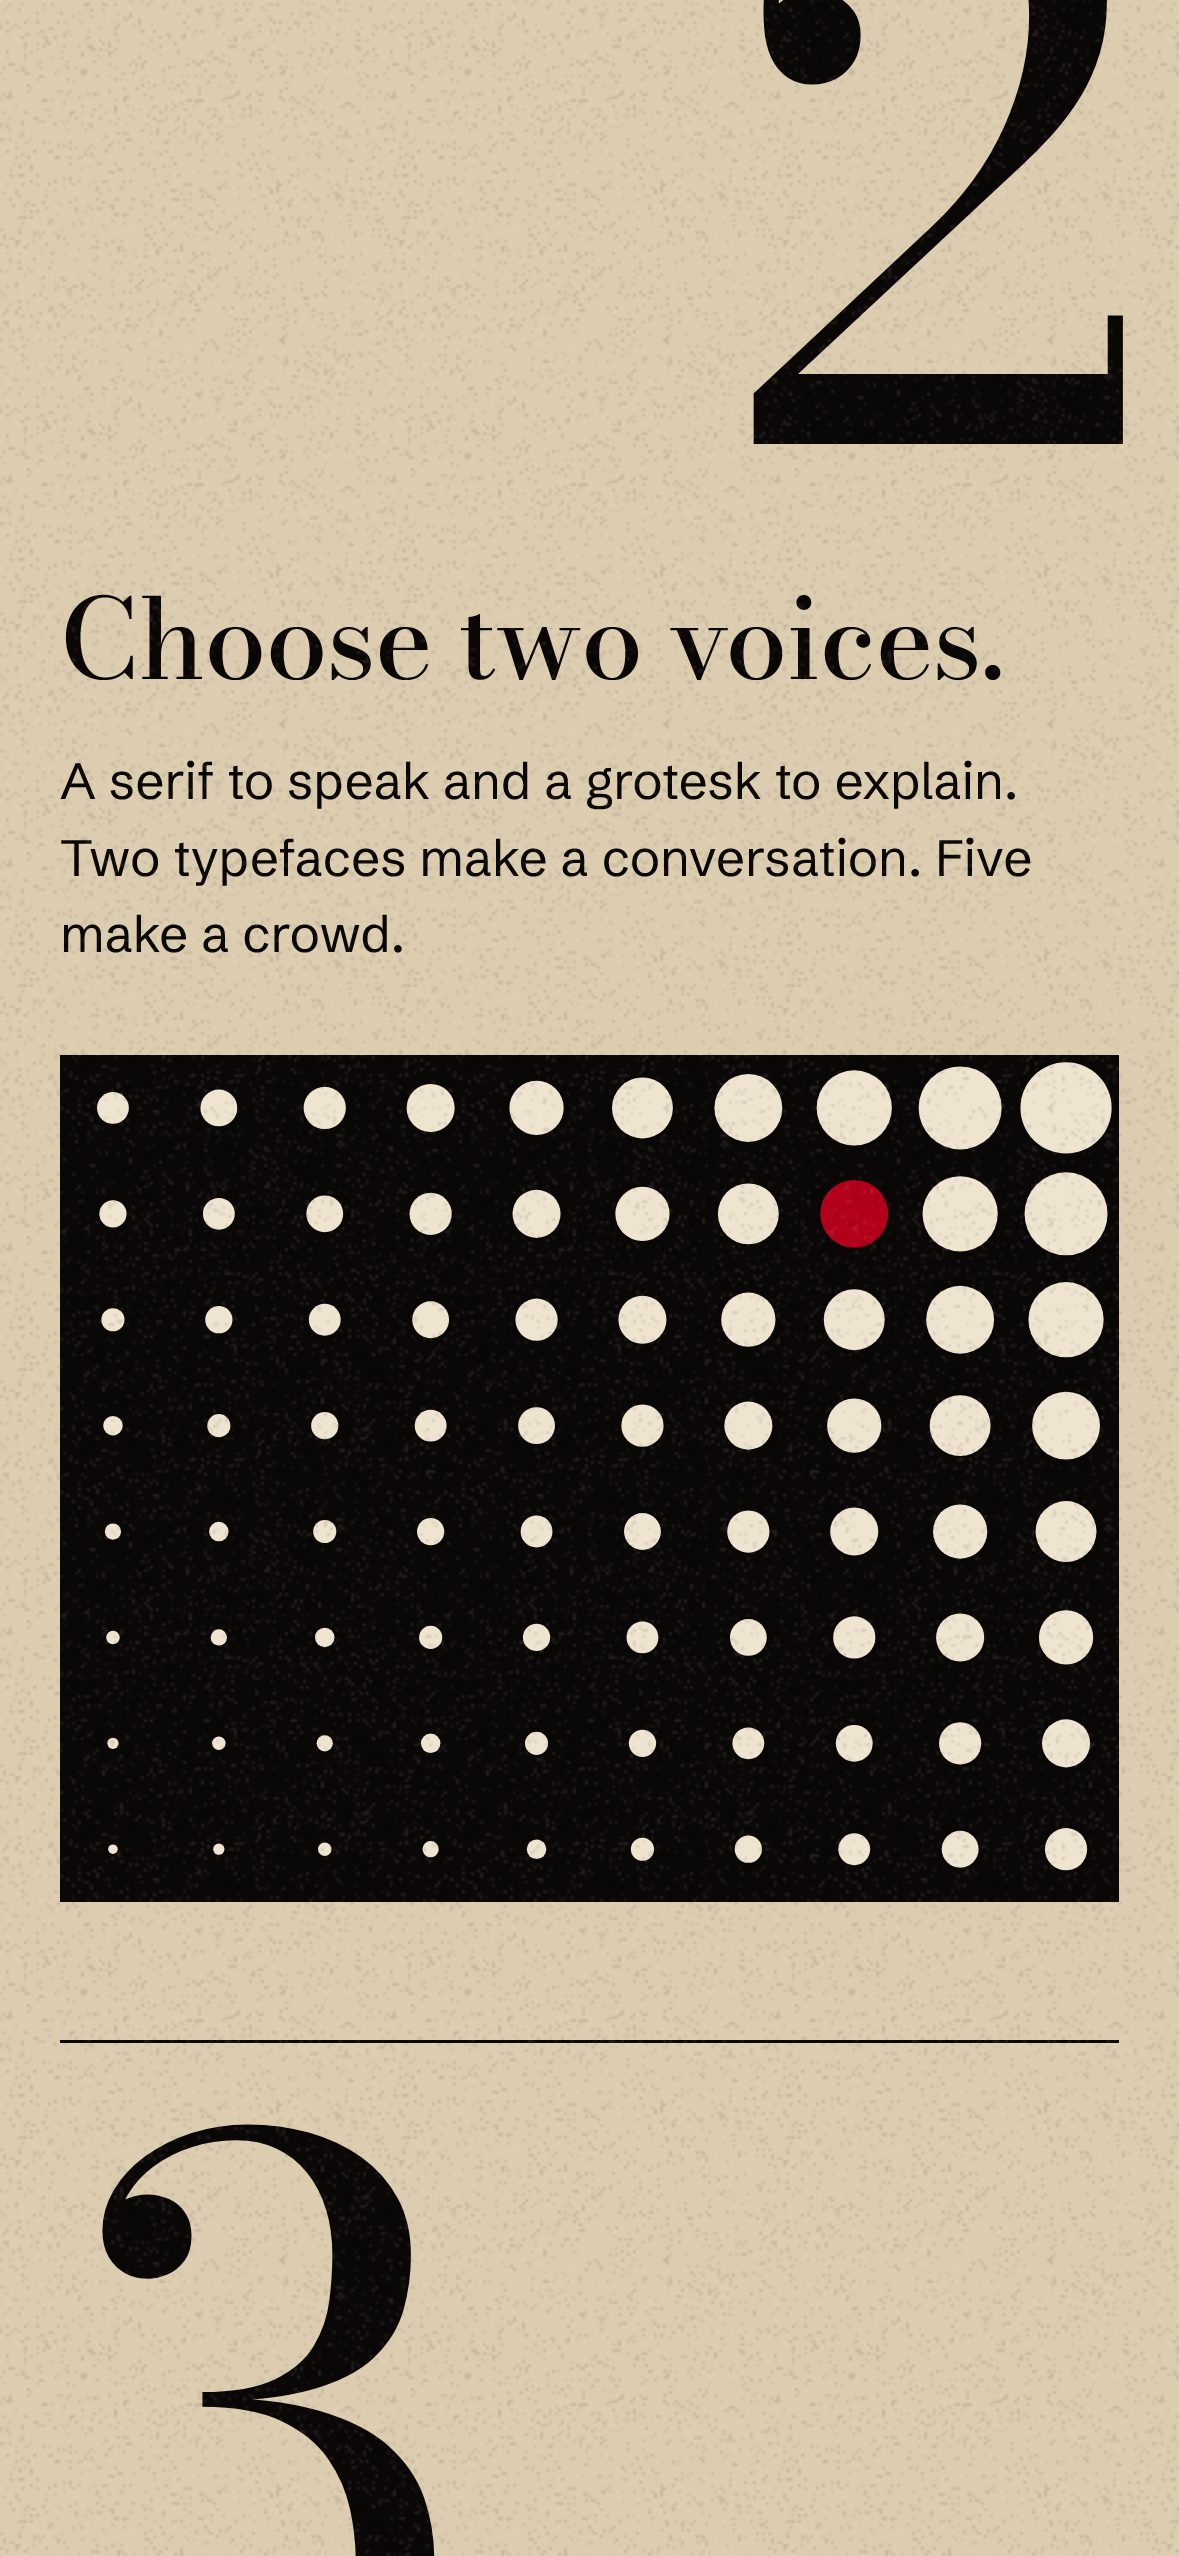 2
Choose two voices.
A serif to speak and a grotesk to explain.
Two typefaces make a conversation. Five
make a crowd.
3